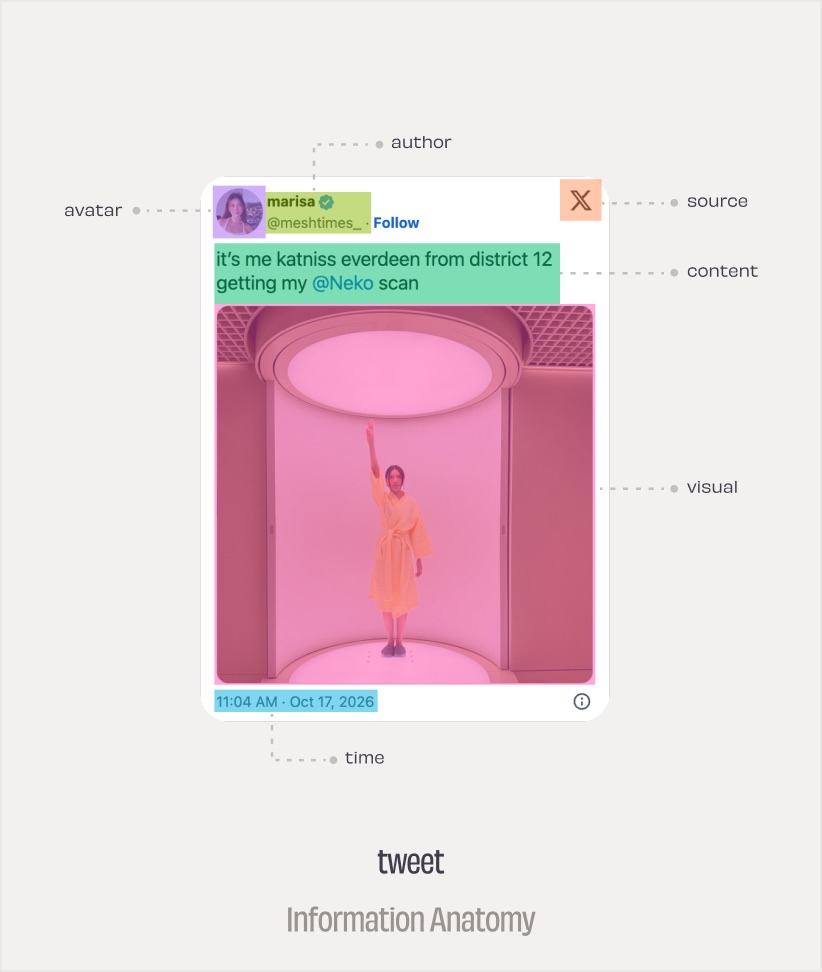 author
avatar
marisa
@meshtimes_ · Follow
X
source
it’s me katniss everdeen from district 12
getting my @Neko scan
content
visual
11:04 AM · Oct 17, 2026
time
tweet
Information Anatomy